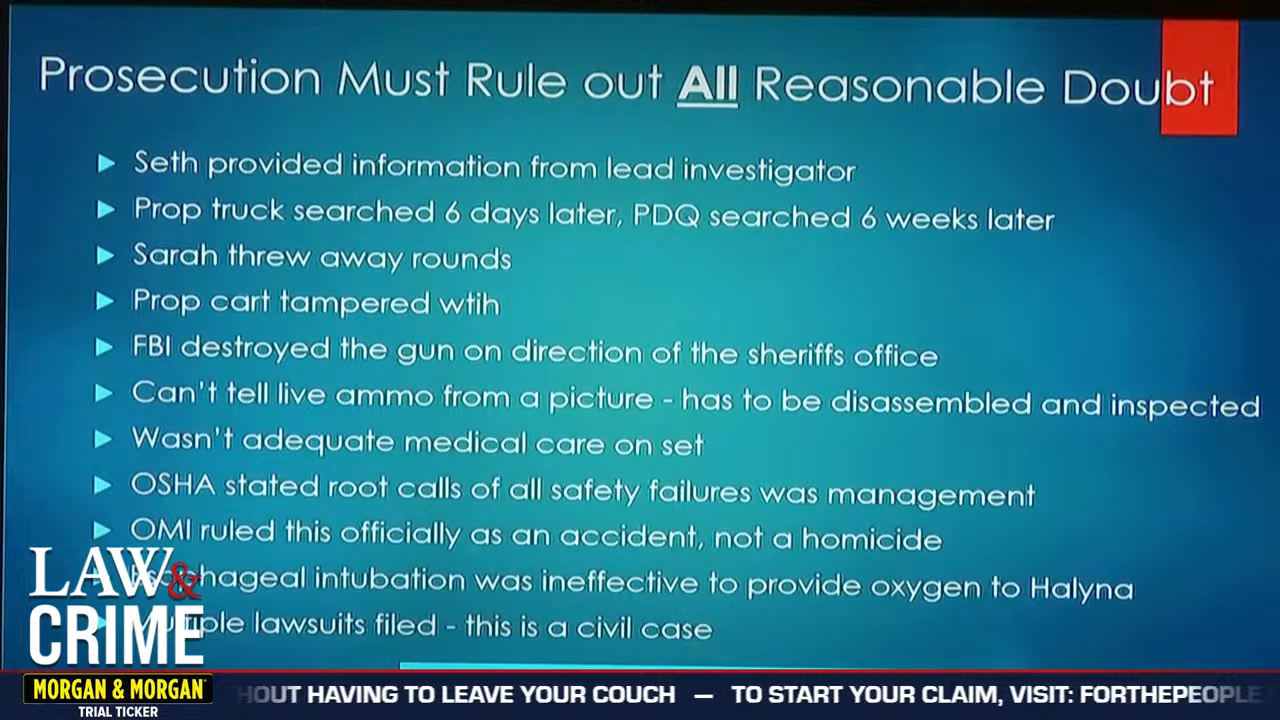 Prosecution Must Rule out All Reasonable Doubt
Seth provided information from lead investigator
Prop truck searched 6 days later, PDQ searched 6 weeks later
Sarah threw away rounds
Prop cart tampered wtih
FBI destroyed the gun on direction of the sheriffs office
Can't tell live ammo from a picture - has to be disassembled and inspected
Wasn't adequate medical care on set
OSHA stated root calls of all safety failures was management
OMI ruled this officially as an accident, not a homicide
intubation was ineffective to provide oxygen to Halyna
lawsuits filed - this is a civil case
LAW&
CRIME
MORGAN & MORGAN
TRIAL TICKER
HAVING TO LEAVE YOUR COUCH — TO START YOUR CLAIM, VISIT: FORTHEPEOPLE